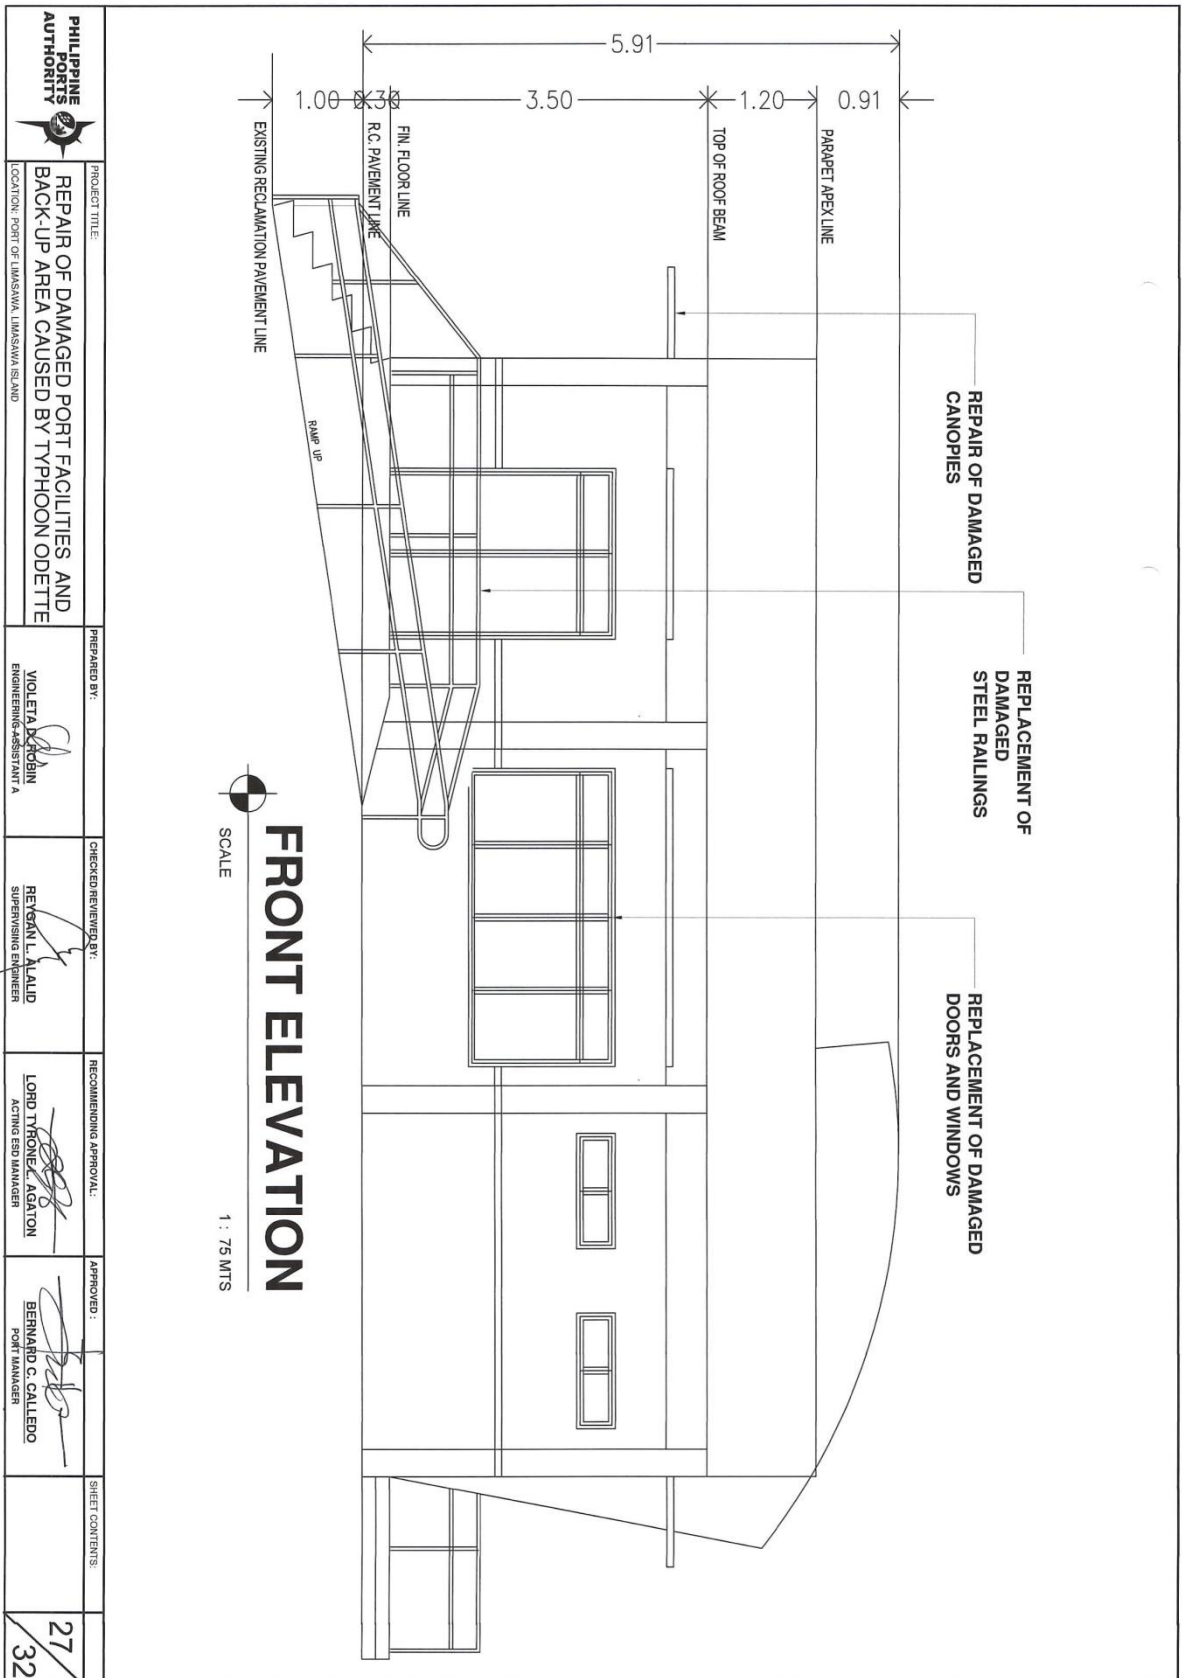 REPAIR OF DAMAGED
CANOPIES
REPLACEMENT OF
DAMAGED
STEEL RAILINGS
REPLACEMENT OF DAMAGED
DOORS AND WINDOWS
5.91
0.91
1.20
3.50
0.30
1.00
PARAPET APEX LINE
TOP OF ROOF BEAM
FIN. FLOOR LINE
R.C. PAVEMENT LINE
EXISTING RECLAMATION PAVEMENT LINE
RAMP UP
FRONT ELEVATION
SCALE
1 : 75 MTS
PHILIPPINE
PORTS
AUTHORITY
PROJECT TITLE:
REPAIR OF DAMAGED PORT FACILITIES AND
BACK-UP AREA CAUSED BY TYPHOON ODETTE
LOCATION: PORT OF LIMASAWA, LIMASAWA ISLAND
PREPARED BY:
VIOLETA D. ROBIN
ENGINEERING ASSISTANT A
CHECKED/REVIEWED BY:
REYGAN L. ALALID
SUPERVISING ENGINEER
RECOMMENDING APPROVAL:
LORD TYRONE L. AGATON
ACTING ESD MANAGER
APPROVED :
BERNARD C. CALLEDO
PORT MANAGER
SHEET CONTENTS:
27/
32